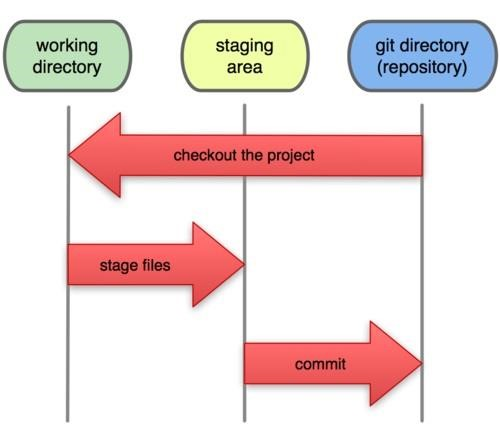 working
directory
staging
area
git directory
(repository)
checkout the project
stage files
commit